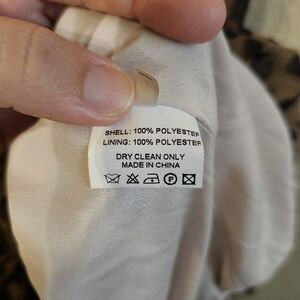 SHELL: 100% POLYESTER
LINING: 100% POLYESTER
DRY CLEAN ONLY
MADE IN CHINA
P